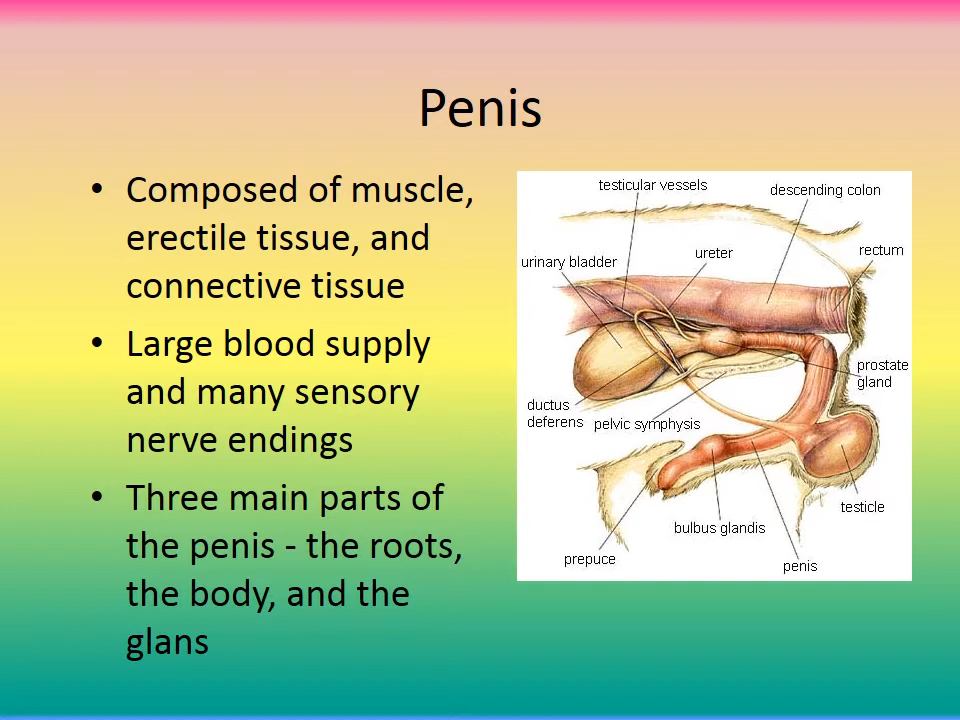 Penis
• Composed of muscle,
erectile tissue, and
connective tissue
• Large blood supply
and many sensory
nerve endings
• Three main parts of
the penis - the roots,
the body, and the
glans
testicular vessels
descending colon
urinary bladder
ureter
rectum
prostate
gland
ductus
deferens
pelvic symphysis
testicle
bulbus glandis
prepuce
penis